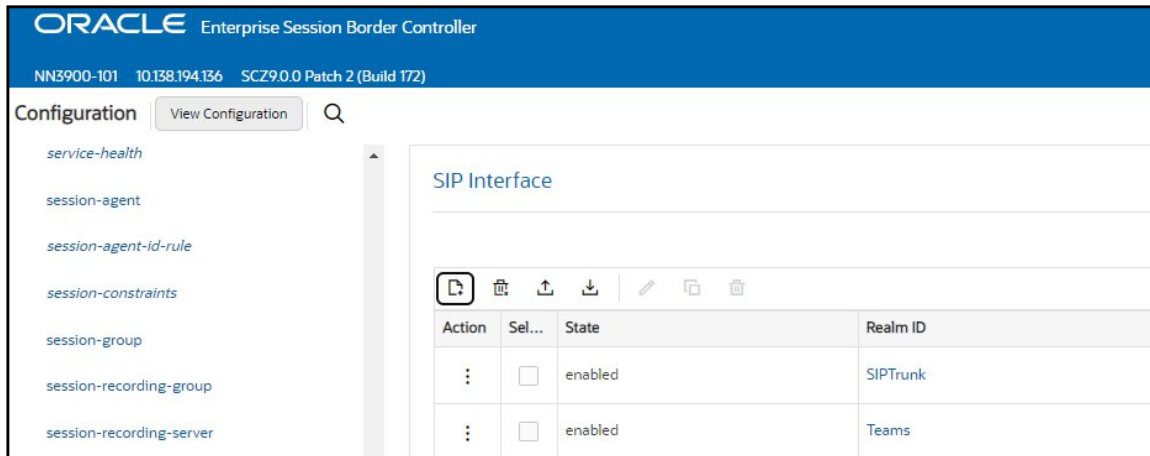 ORACLE Enterprise Session Border Controller
NN3900-101 10.138.194.136 SCZ9.0.0 Patch 2 (Build 172)
Configuration View Configuration
service-health
session-agent
session-agent-id-rule
session-constraints
session-group
session-recording-group
session-recording-server
SIP Interface
Action Sel... State Realm ID
enabled SIPTrunk
enabled Teams